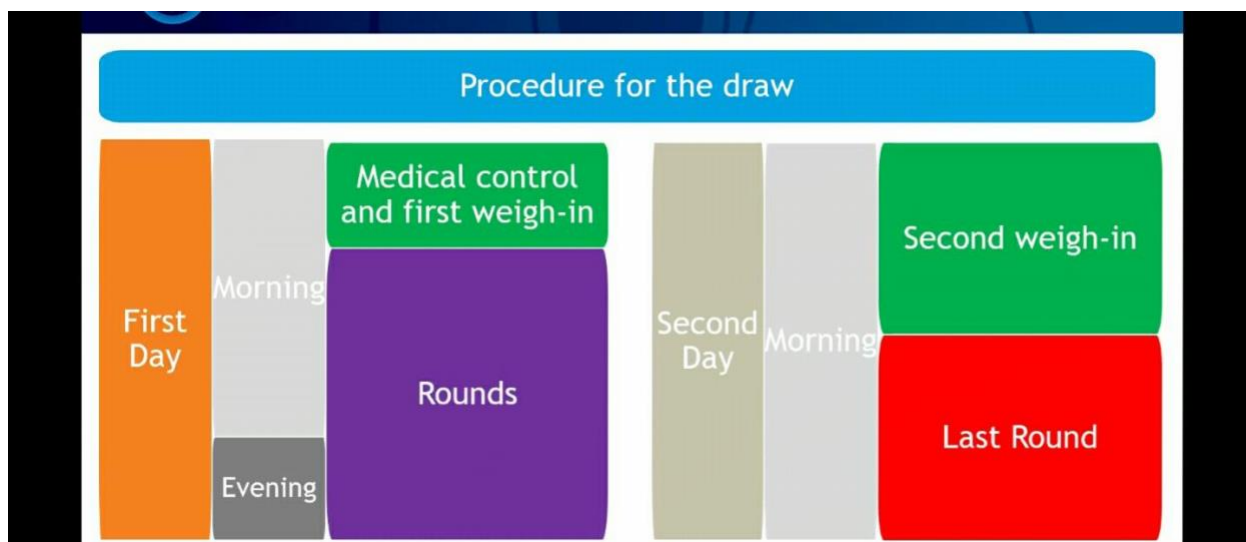 Procedure for the draw
First
Day
Morning
Evening
Medical control
and first weigh-in
Rounds
Second
Day
Morning
Second weigh-in
Last Round